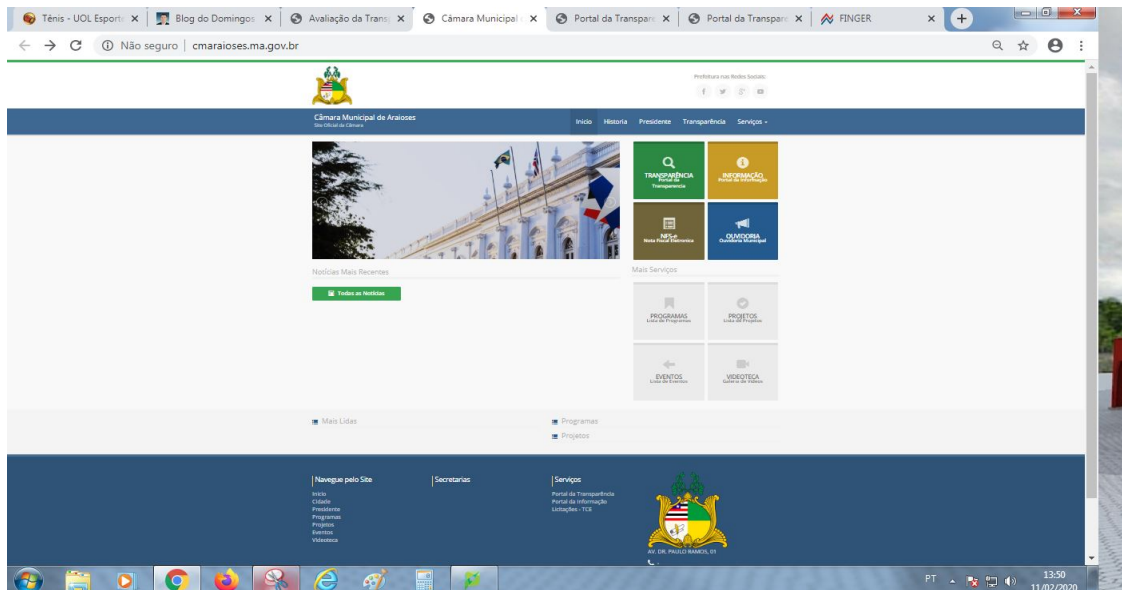 Tênis - UOL Esport
Blog do Domingos
Avaliação da Trans
Câmara Municipal
Portal da Transpare
Portal da Transpare
FINGER
Não seguro | cmaraioses.ma.gov.br
Prefeitura nas Redes Sociais:
Câmara Municipal de Araioses
Site Oficial da Câmara
Inicio Historia Presidente Transparência Serviços
TRANSPARÊNCIA
Portal da
Transparencia
INFORMAÇÃO
Portal da Informação
NFS-e
Nota Fiscal Eletronica
OUVIDORIA
Ouvidoria Municipal
Notícias Mais Recentes
Todas as Notícias
Mais Serviços
PROGRAMAS
Lista de Programas
PROJETOS
Lista de Projetos
EVENTOS
Lista de Eventos
VIDEOTECA
Galeria de Videos
Mais Lidas
Programas
Projetos
Navegue pelo Site
Inicio
Cidade
Presidente
Programas
Projetos
Eventos
Videoteca
Secretarias
Serviços
Portal da Transparência
Portal da Informação
Licitações - TCE
AV. DR. PAULO RAMOS, 01
PT
13:50
11/02/2020